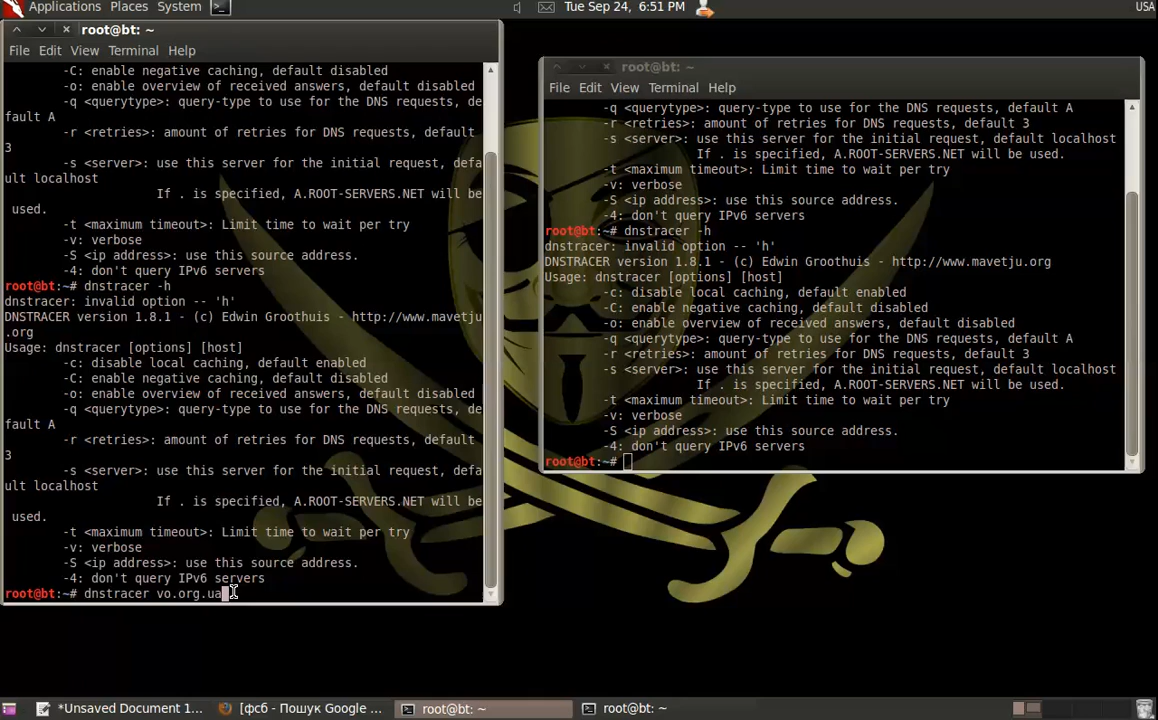 Applications Places System
Tue Sep 24, 6:51 PM
USA
root@bt: ~
File Edit View Terminal Help
-C: enable negative caching, default disabled
-o: enable overview of received answers, default disabled
-q <querytype>: query-type to use for the DNS requests, de
fault A
-r <retries>: amount of retries for DNS requests, default
3
-s <server>: use this server for the initial request, defa
ult localhost
If . is specified, A.ROOT-SERVERS.NET will be
used.
-t <maximum timeout>: Limit time to wait per try
-v: verbose
-S <ip address>: use this source address.
-4: don't query IPv6 servers
root@bt:~# dnstracer -h
dnstracer: invalid option -- 'h'
DNSTRACER version 1.8.1 - (c) Edwin Groothuis - http://www.mavetju
.org
Usage: dnstracer [options] [host]
-c: disable local caching, default enabled
-C: enable negative caching, default disabled
-o: enable overview of received answers, default disabled
-q <querytype>: query-type to use for the DNS requests, de
fault A
-r <retries>: amount of retries for DNS requests, default
3
-s <server>: use this server for the initial request, defa
ult localhost
If . is specified, A.ROOT-SERVERS.NET will be
used.
-t <maximum timeout>: Limit time to wait per try
-v: verbose
-S <ip address>: use this source address.
-4: don't query IPv6 servers
root@bt:~# dnstracer vo.org.ua
root@bt: ~
File Edit View Terminal Help
-q <querytype>: query-type to use for the DNS requests, default A
-r <retries>: amount of retries for DNS requests, default 3
-s <server>: use this server for the initial request, default localhost
If . is specified, A.ROOT-SERVERS.NET will be used.
-t <maximum timeout>: Limit time to wait per try
-v: verbose
-S <ip address>: use this source address.
-4: don't query IPv6 servers
root@bt:~# dnstracer -h
dnstracer: invalid option -- 'h'
DNSTRACER version 1.8.1 - (c) Edwin Groothuis - http://www.mavetju.org
Usage: dnstracer [options] [host]
-c: disable local caching, default enabled
-C: enable negative caching, default disabled
-o: enable overview of received answers, default disabled
-q <querytype>: query-type to use for the DNS requests, default A
-r <retries>: amount of retries for DNS requests, default 3
-s <server>: use this server for the initial request, default localhost
If . is specified, A.ROOT-SERVERS.NET will be used.
-t <maximum timeout>: Limit time to wait per try
-v: verbose
-S <ip address>: use this source address.
-4: don't query IPv6 servers
root@bt:~#
*Unsaved Document 1... [фсб - Пошук Google ... root@bt: ~ root@bt: ~